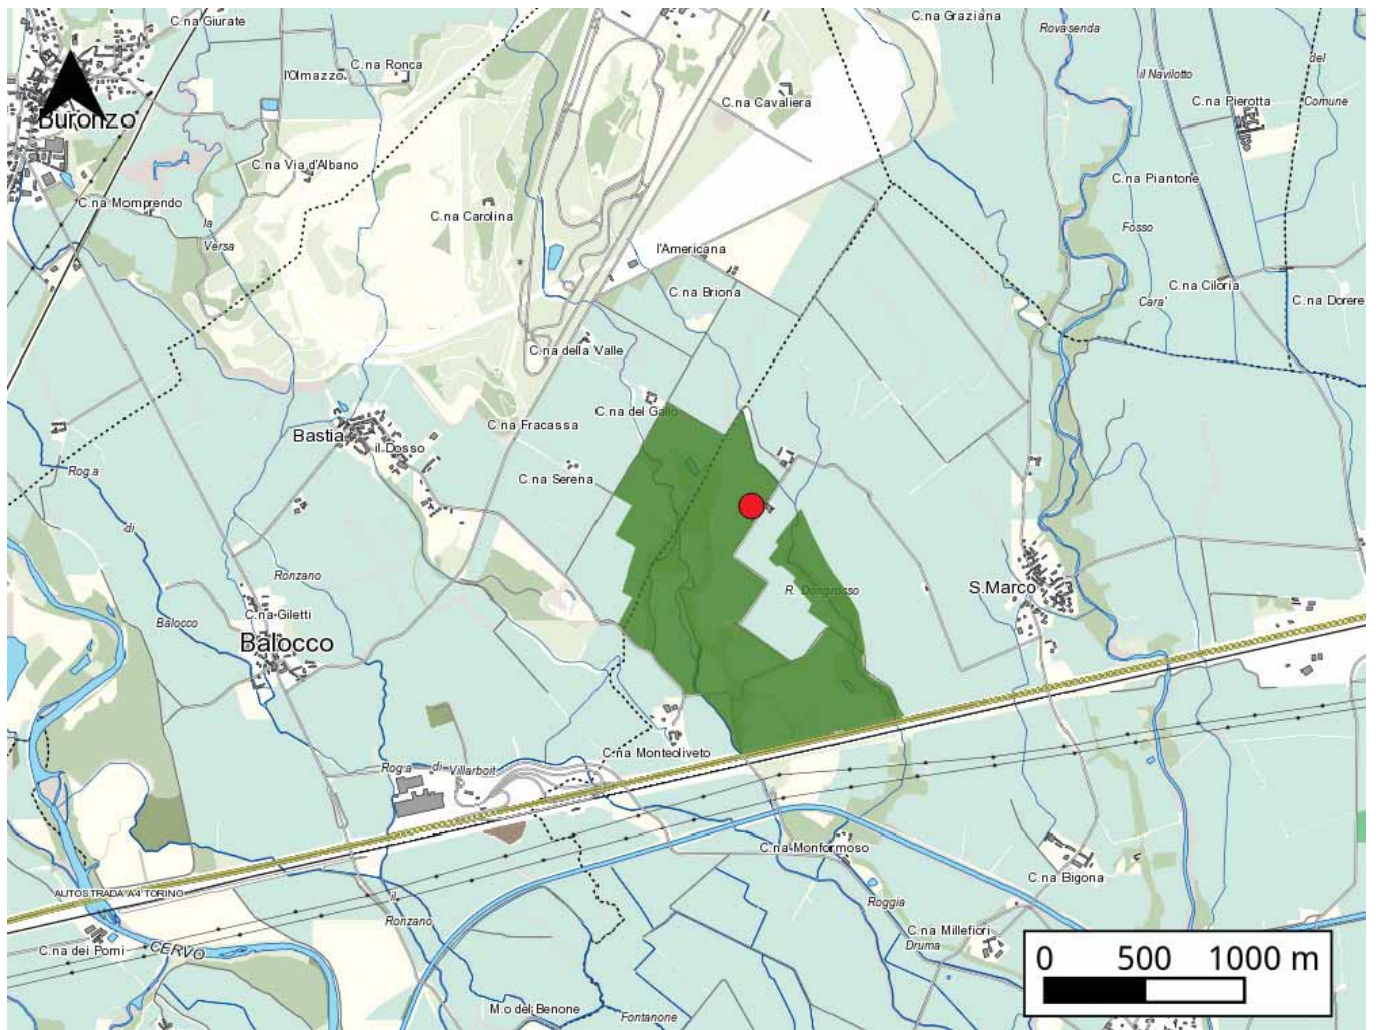 C.na Giurate
C.na Graziana
Rovasenda
l'Olmazzo
C.na Ronca
il Navilotto
del
C.na Cavaliera
C.na Pierotta
Comune
Buronzo
C.na Via d'Albano
C.na Piantone
C.na Momprendo
la
Versa
C.na Carolina
Fosso
l'Americana
C.na Briona
C.na Ciloria
Cara'
C.na Dorere
C.na della Valle
C.na del Gallo
C.na Fracassa
Bastia
il Dosso
Rog.a
di
C.na Serena
Ronzano
R. Dongrosso
S.Marco
Balocco
C.na Giletti
Balocco
C.na Monteoliveto
Rog.a di Villarboit
C.na Monformoso
C.na Bigona
AUTOSTRADA A4 TORINO
il
Ronzano
Roggia
Druma
C.na Millefiori
C.na dei Pomi
CERVO
0 500 1000 m
M.o del Benone
Fontanone